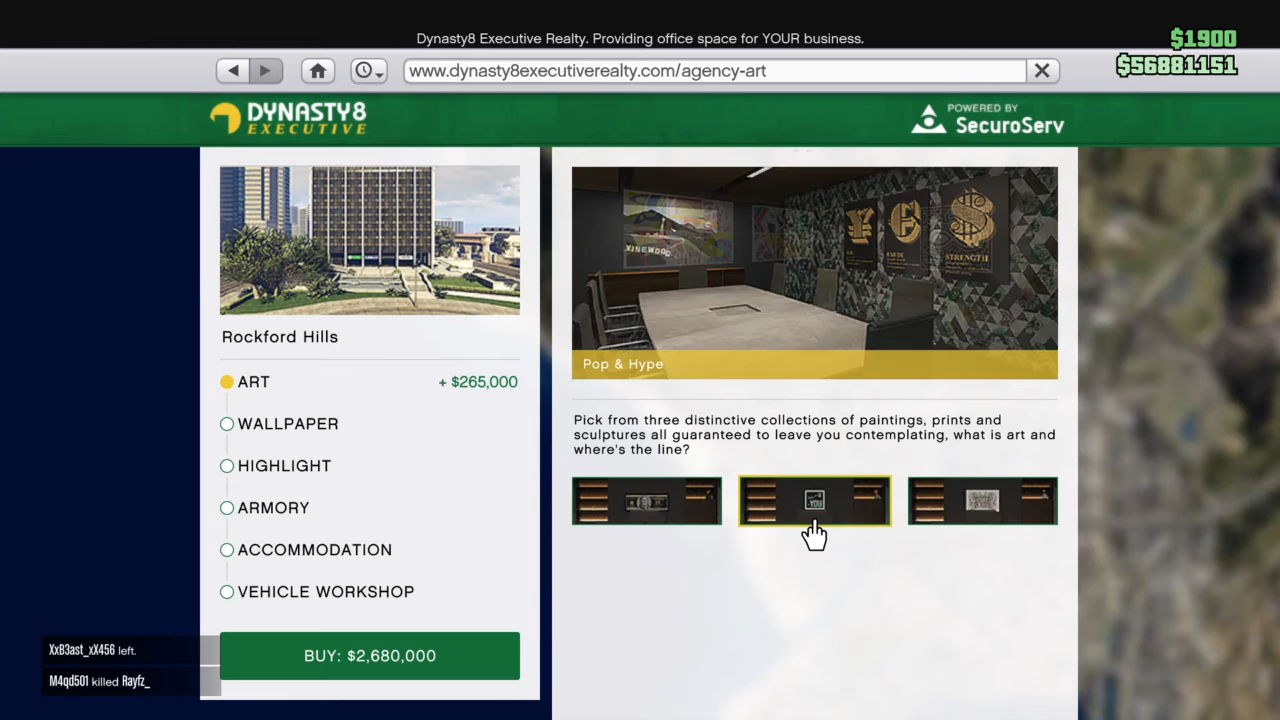 Dynasty8 Executive Realty. Providing office space for YOUR business.
$1900
$56881151
www.dynasty8executiverealty.com/agency-art
DYNASTY8
EXECUTIVE
POWERED BY
SecuroServ
VINEWOOD
STRENGTH
Pop & Hype
Rockford Hills
ART + $265,000
WALLPAPER
HIGHLIGHT
ARMORY
ACCOMMODATION
VEHICLE WORKSHOP
BUY: $2,680,000
Pick from three distinctive collections of paintings, prints and
sculptures all guaranteed to leave you contemplating, what is art and
where's the line?
YOU
XxB3ast_xX456 left.
M4qd501 killed Rayfz_